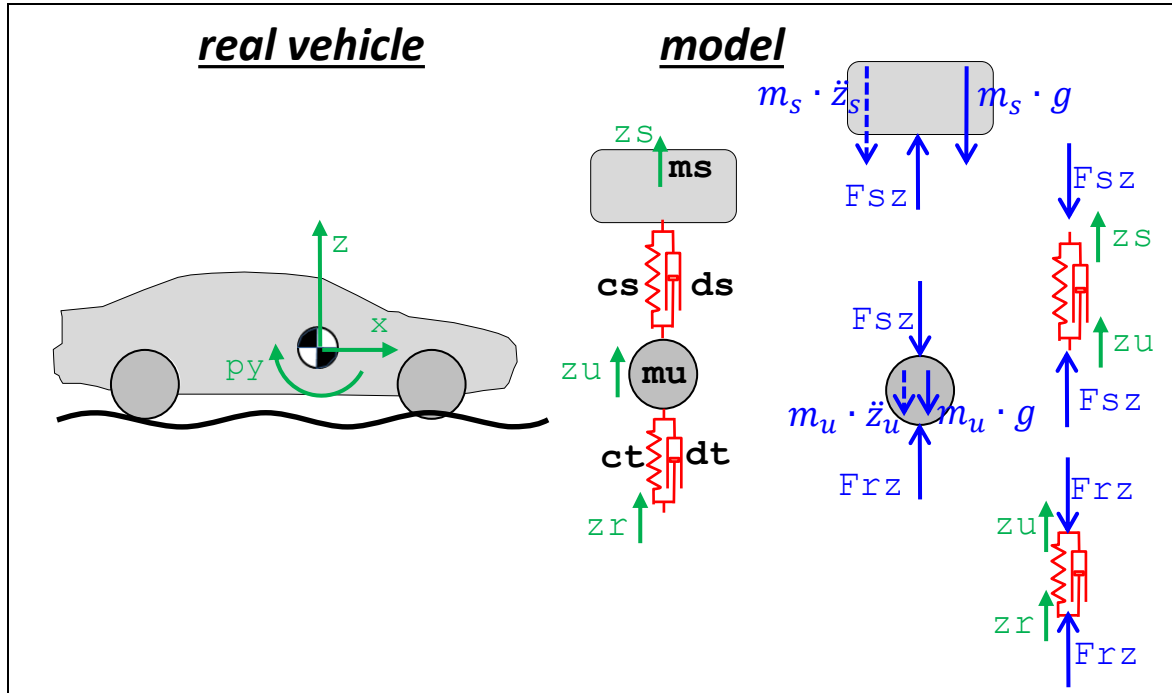 real vehicle
model
z
x
py
zs
ms
cs
ds
zu
mu
ct
dt
zr
m_s · z̈_s
m_s · g
Fsz
Fsz
m_u · z̈_u
m_u · g
Frz
Fsz
zs
zu
Fsz
Frz
zu
zr
Frz